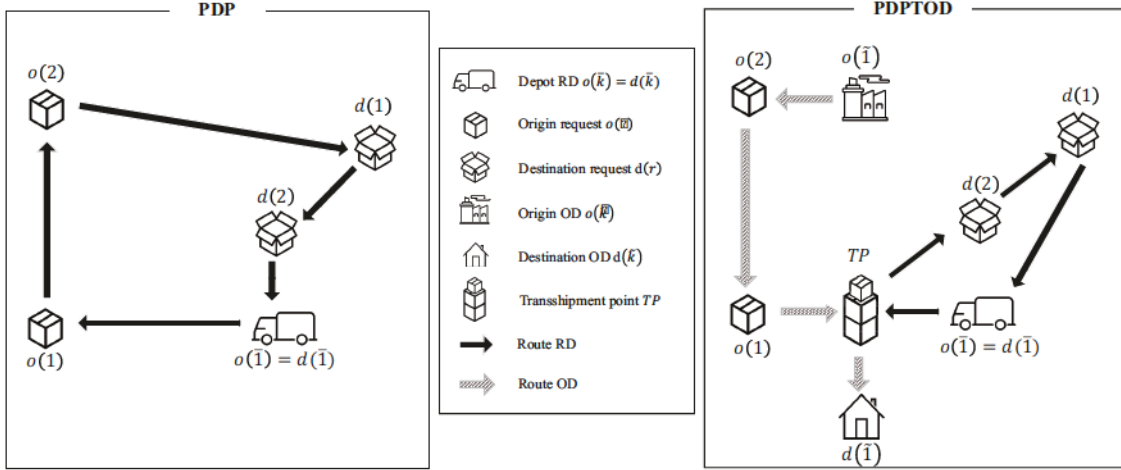 PDP
o(2)
d(1)
d(2)
o(1)
o(1̄) = d(1̄)
Depot RD o(k̄) = d(k̄)
Origin request o(⍰)
Destination request d(r)
Origin OD o(k̃)
Destination OD d(k̃)
Transshipment point TP
Route RD
Route OD
PDPTOD
o(2)
o(1̃)
d(1)
d(2)
TP
o(1)
o(1̄) = d(1̄)
d(1̃)